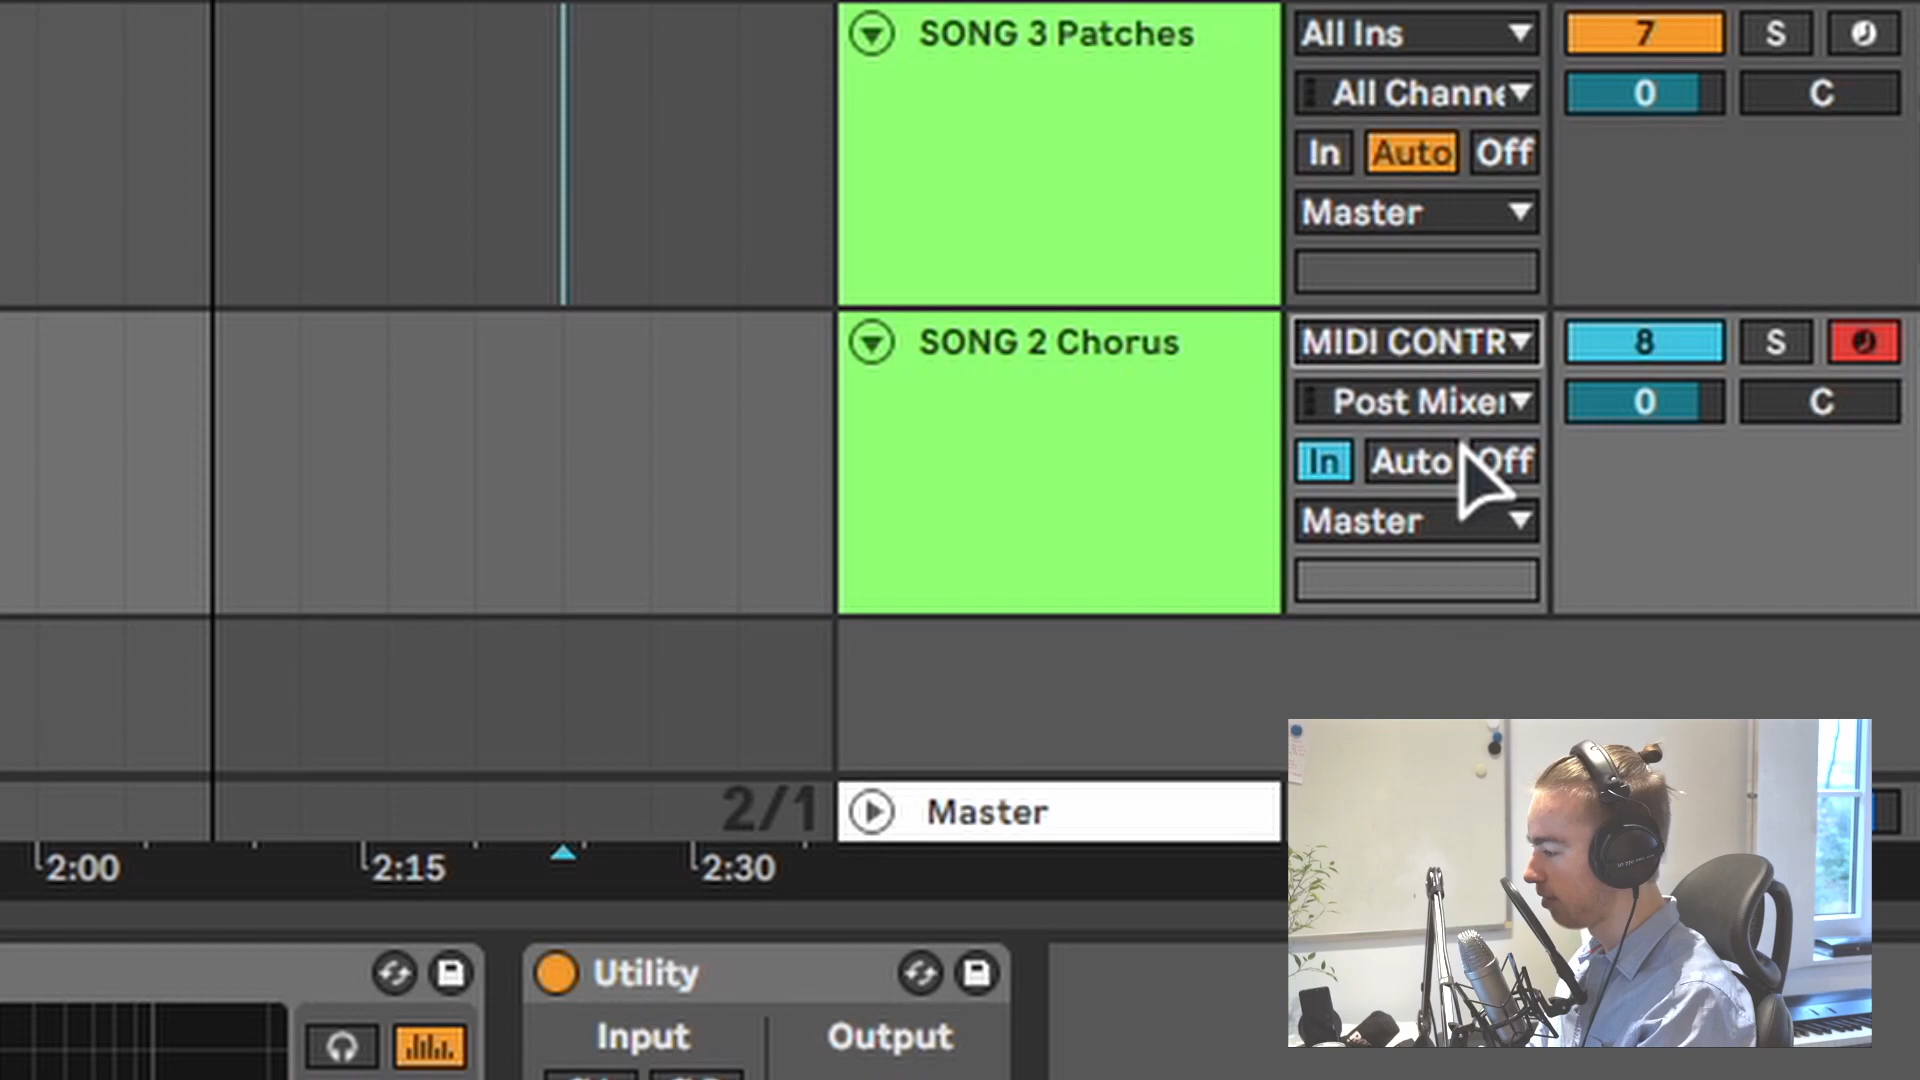 SONG 3 Patches
All Ins
7
S
All Channe
0
C
In Auto Off
Master
SONG 2 Chorus
MIDI CONTR
8
S
Post Mixer
0
C
In Auto Off
Master
2/1
Master
2:00
2:15
2:30
Utility
Input
Output